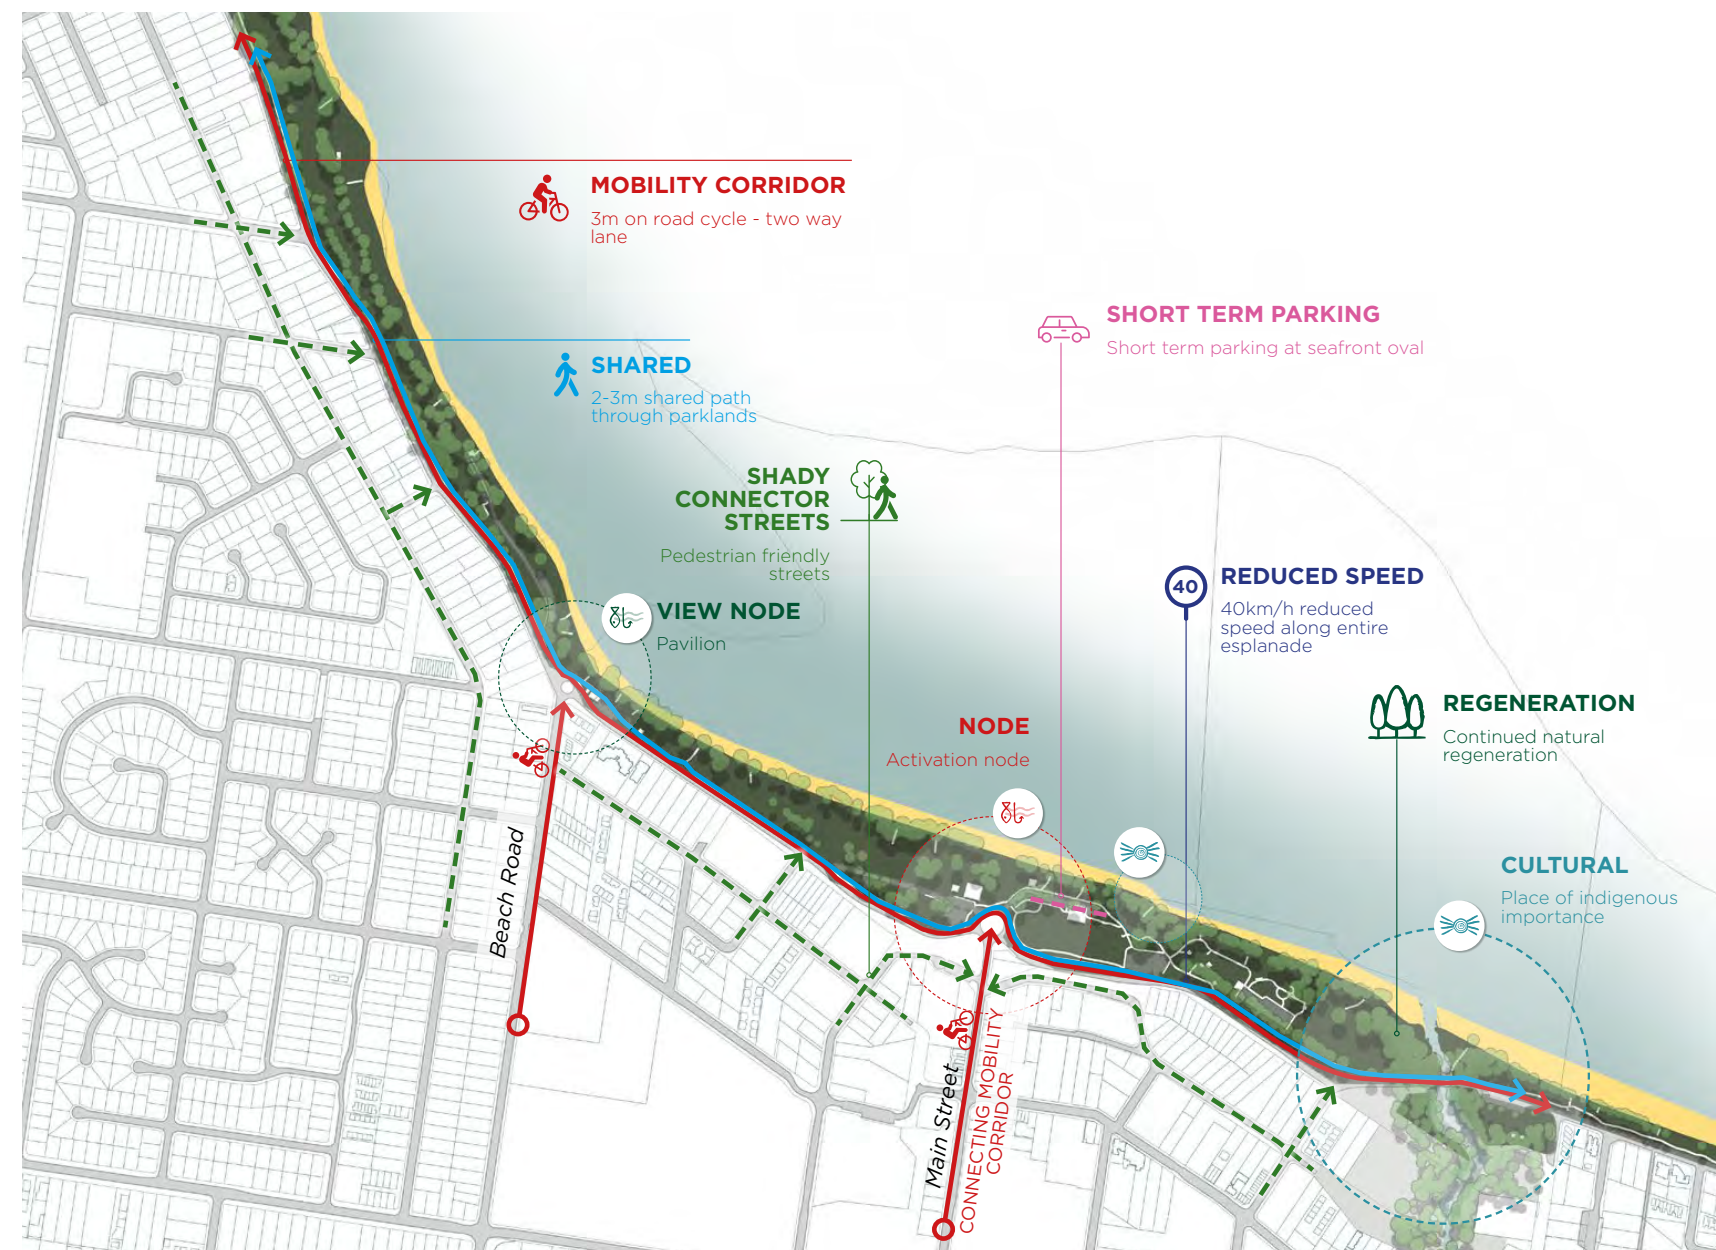 MOBILITY CORRIDOR
3m on road cycle - two way
lane
SHORT TERM PARKING
Short term parking at seafront oval
SHARED
2-3m shared path
through parklands
SHADY
CONNECTOR
STREETS
Pedestrian friendly
streets
40
REDUCED SPEED
40km/h reduced
speed along entire
esplanade
VIEW NODE
Pavilion
REGENERATION
Continued natural
regeneration
NODE
Activation node
CULTURAL
Place of indigenous
importance
Beach Road
Main Street
CONNECTING MOBILITY
CORRIDOR